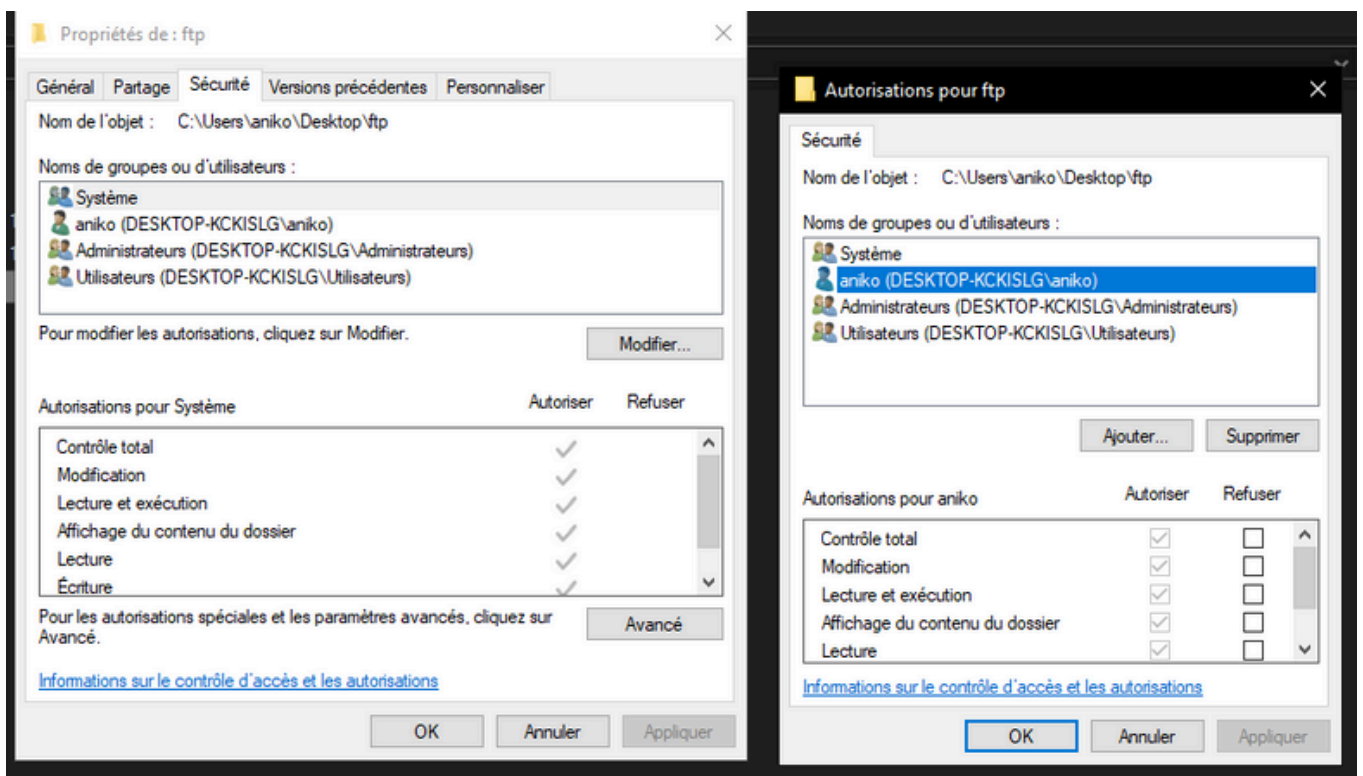 Propriétés de : ftp
Général Partage Sécurité Versions précédentes Personnaliser
Nom de l'objet : C:\Users\aniko\Desktop\ftp
Noms de groupes ou d'utilisateurs :
Système
aniko (DESKTOP-KCKISLG\aniko)
Administrateurs (DESKTOP-KCKISLG\Administrateurs)
Utilisateurs (DESKTOP-KCKISLG\Utilisateurs)
Pour modifier les autorisations, cliquez sur Modifier.
Modifier...
Autorisations pour Système Autoriser Refuser
Contrôle total
Modification
Lecture et exécution
Affichage du contenu du dossier
Lecture
Écriture
Pour les autorisations spéciales et les paramètres avancés, cliquez sur
Avancé.
Avancé
Informations sur le contrôle d'accès et les autorisations
OK Annuler Appliquer
Autorisations pour ftp
Sécurité
Nom de l'objet : C:\Users\aniko\Desktop\ftp
Noms de groupes ou d'utilisateurs :
Système
aniko (DESKTOP-KCKISLG\aniko)
Administrateurs (DESKTOP-KCKISLG\Administrateurs)
Utilisateurs (DESKTOP-KCKISLG\Utilisateurs)
Ajouter... Supprimer
Autorisations pour aniko Autoriser Refuser
Contrôle total
Modification
Lecture et exécution
Affichage du contenu du dossier
Lecture
Informations sur le contrôle d'accès et les autorisations
OK Annuler Appliquer